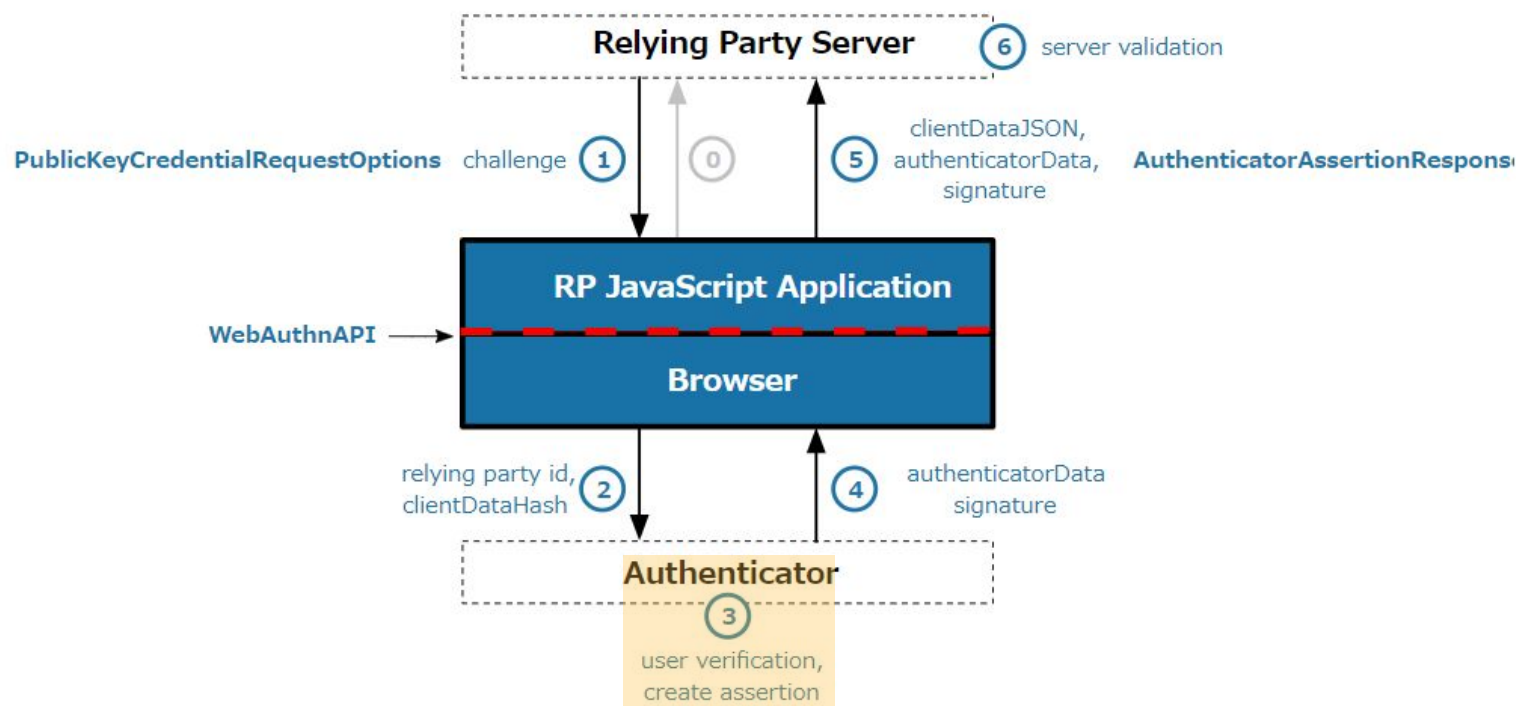 Relying Party Server
6 server validation
PublicKeyCredentialRequestOptions challenge 1
0
5
clientDataJSON,
authenticatorData,
signature
AuthenticatorAssertionRespons
RP JavaScript Application
WebAuthnAPI
Browser
relying party id,
clientDataHash
2
4
authenticatorData
signature
Authenticator
3
user verification,
create assertion